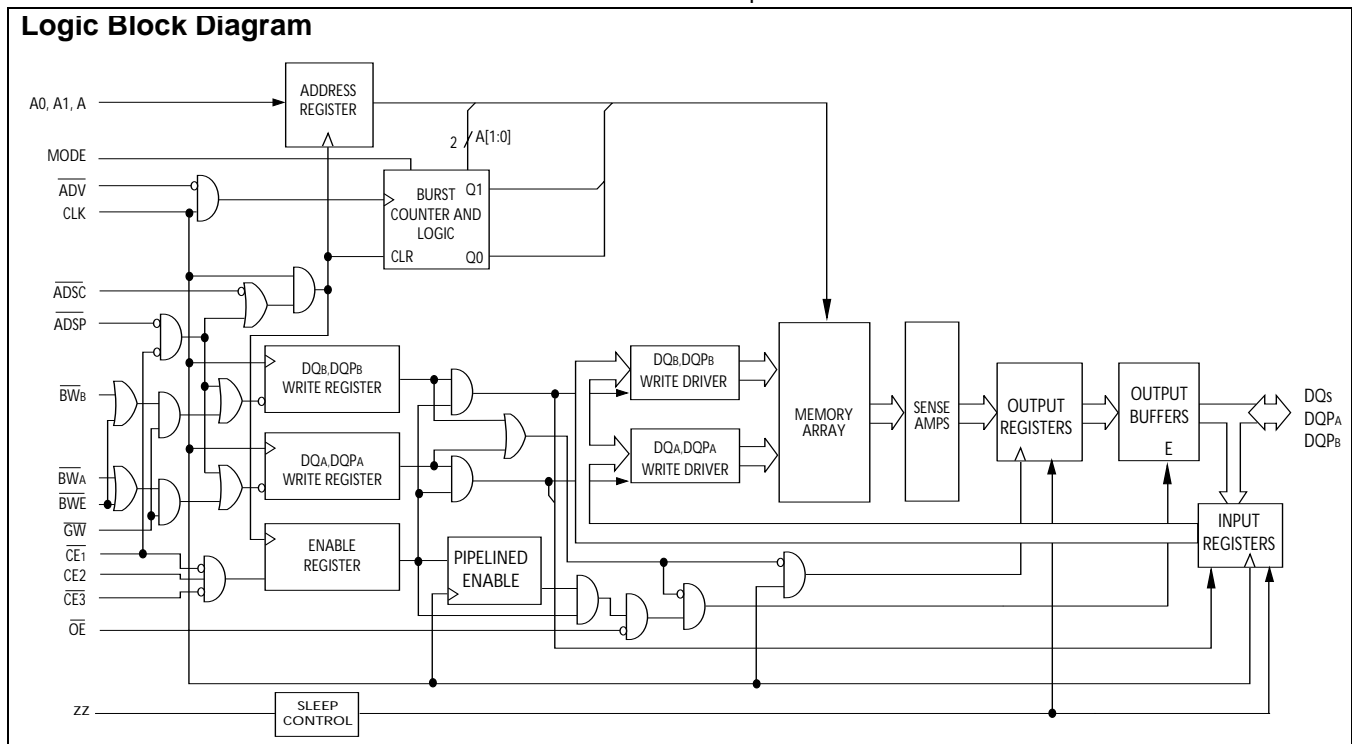 Logic Block Diagram
A0, A1, A
ADDRESS
REGISTER
2
A[1:0]
MODE
ADV
CLK
BURST
COUNTER AND
LOGIC
Q1
CLR
Q0
ADSC
ADSP
BWB
BWA
BWE
GW
CE1
CE2
CE3
OE
DQB,DQPB
WRITE REGISTER
DQA,DQPA
WRITE REGISTER
ENABLE
REGISTER
PIPELINED
ENABLE
DQB,DQPB
WRITE DRIVER
DQA,DQPA
WRITE DRIVER
MEMORY
ARRAY
SENSE
AMPS
OUTPUT
REGISTERS
OUTPUT
BUFFERS
E
DQs
DQPA
DQPB
INPUT
REGISTERS
ZZ
SLEEP
CONTROL